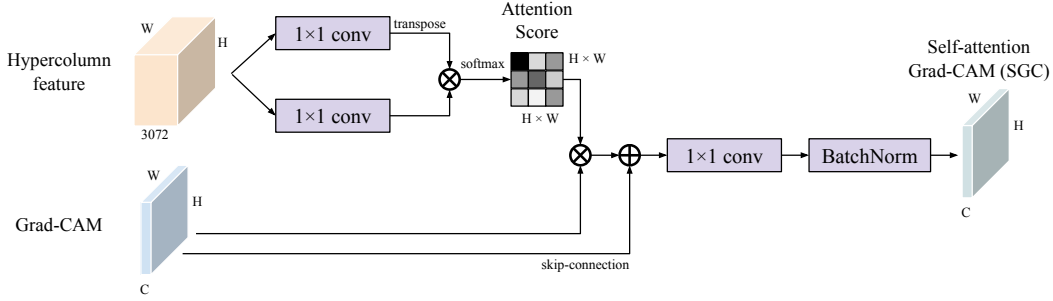 Hypercolumn
feature
W
H
3072
1×1 conv
transpose
1×1 conv
softmax
Attention
Score
H × W
H × W
Grad-CAM
W
H
C
skip-connection
1×1 conv
BatchNorm
Self-attention
Grad-CAM (SGC)
W
H
C